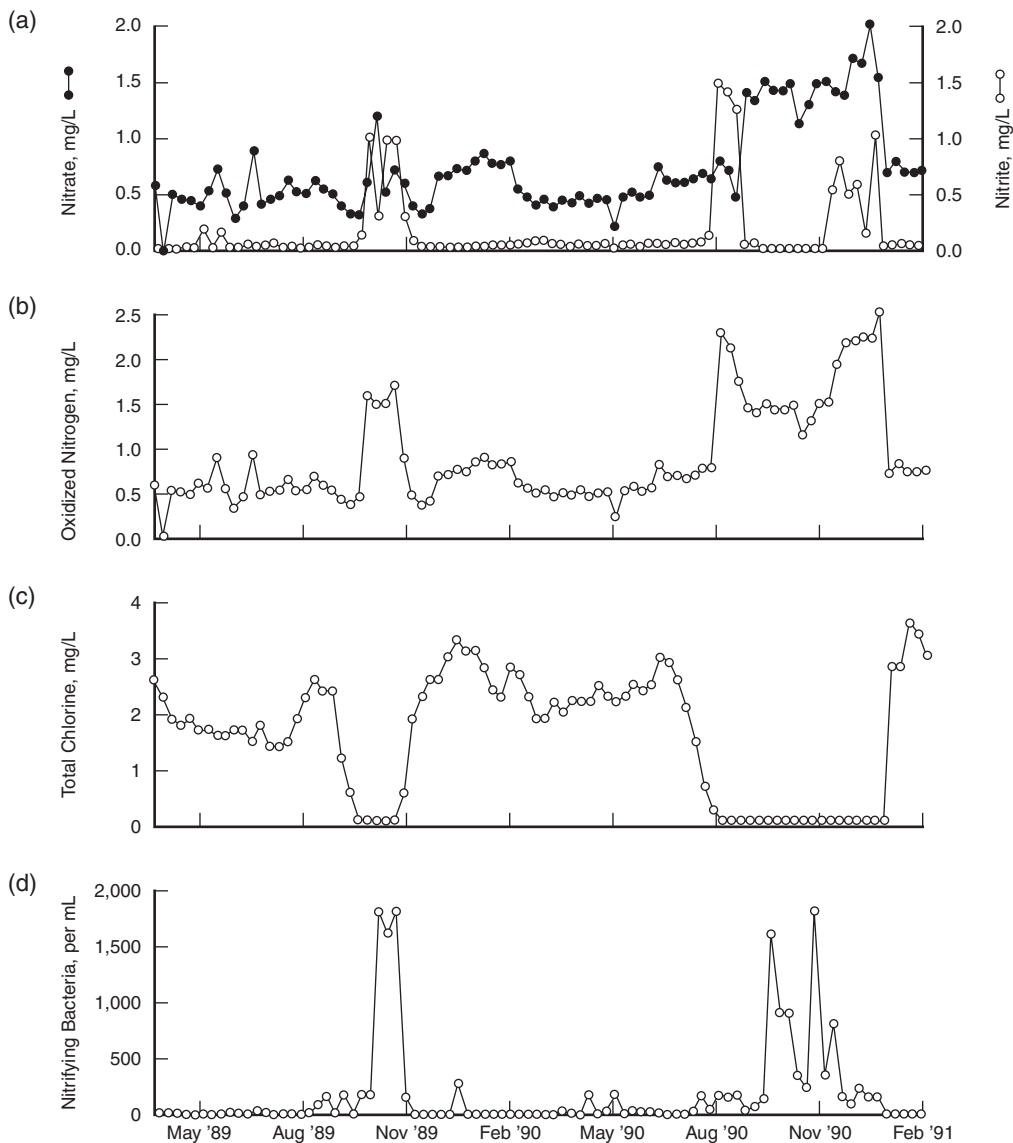 (a)
2.0
1.5
1.0
0.5
0.0
Nitrate, mg/L
2.0
1.5
1.0
0.5
0.0
Nitrite, mg/L
(b)
2.5
2.0
1.5
1.0
0.5
0.0
Oxidized Nitrogen, mg/L
(c)
4
3
2
1
0
Total Chlorine, mg/L
(d)
2,000
1,500
1,000
500
0
Nitrifying Bacteria, per mL
May '89 Aug '89 Nov '89 Feb '90 May '90 Aug '90 Nov '90 Feb '91